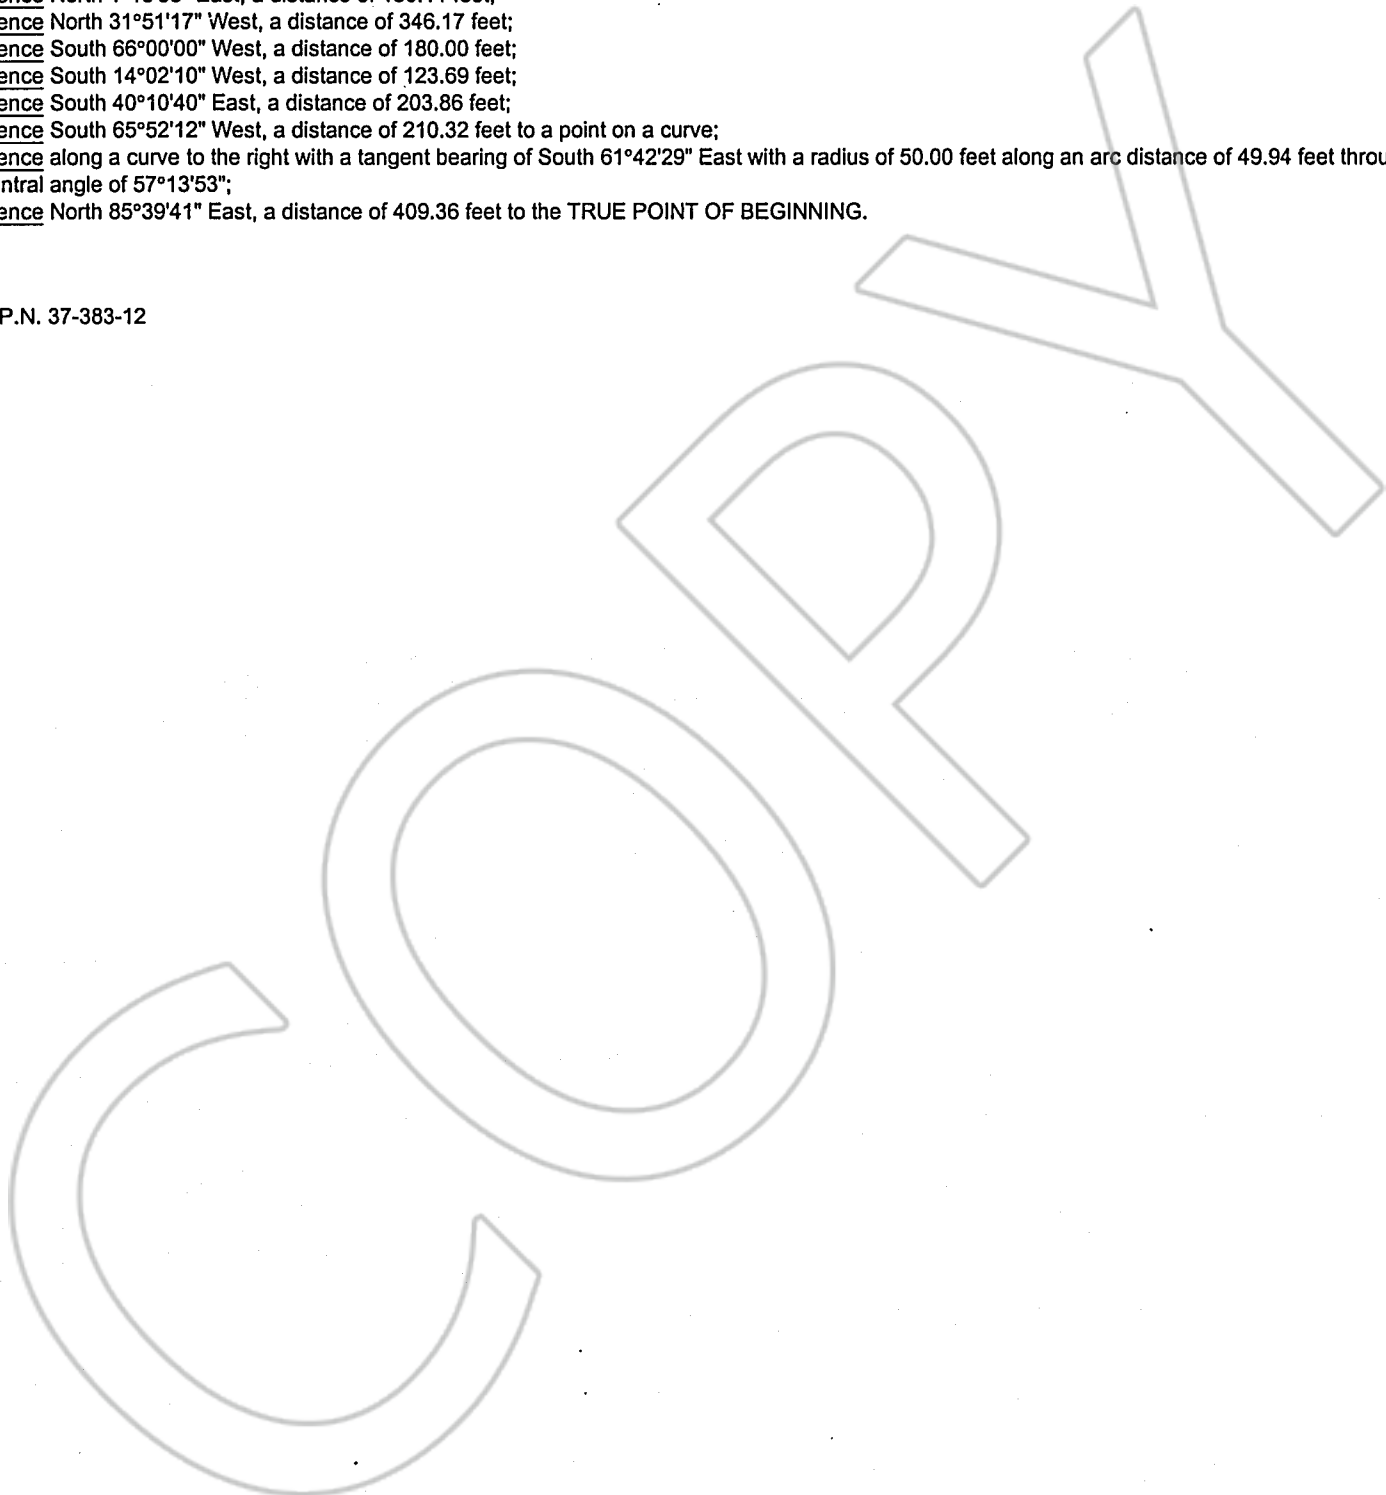 ence North 31°51'17" West, a distance of 346.17 feet;
ence South 66°00'00" West, a distance of 180.00 feet;
ence South 14°02'10" West, a distance of 123.69 feet;
ence South 40°10'40" East, a distance of 203.86 feet;
ence South 65°52'12" West, a distance of 210.32 feet to a point on a curve;
ence along a curve to the right with a tangent bearing of South 61°42'29" East with a radius of 50.00 feet along an arc distance of 49.94 feet throu
ntral angle of 57°13'53";
ence North 85°39'41" East, a distance of 409.36 feet to the TRUE POINT OF BEGINNING.
P.N. 37-383-12
COPY